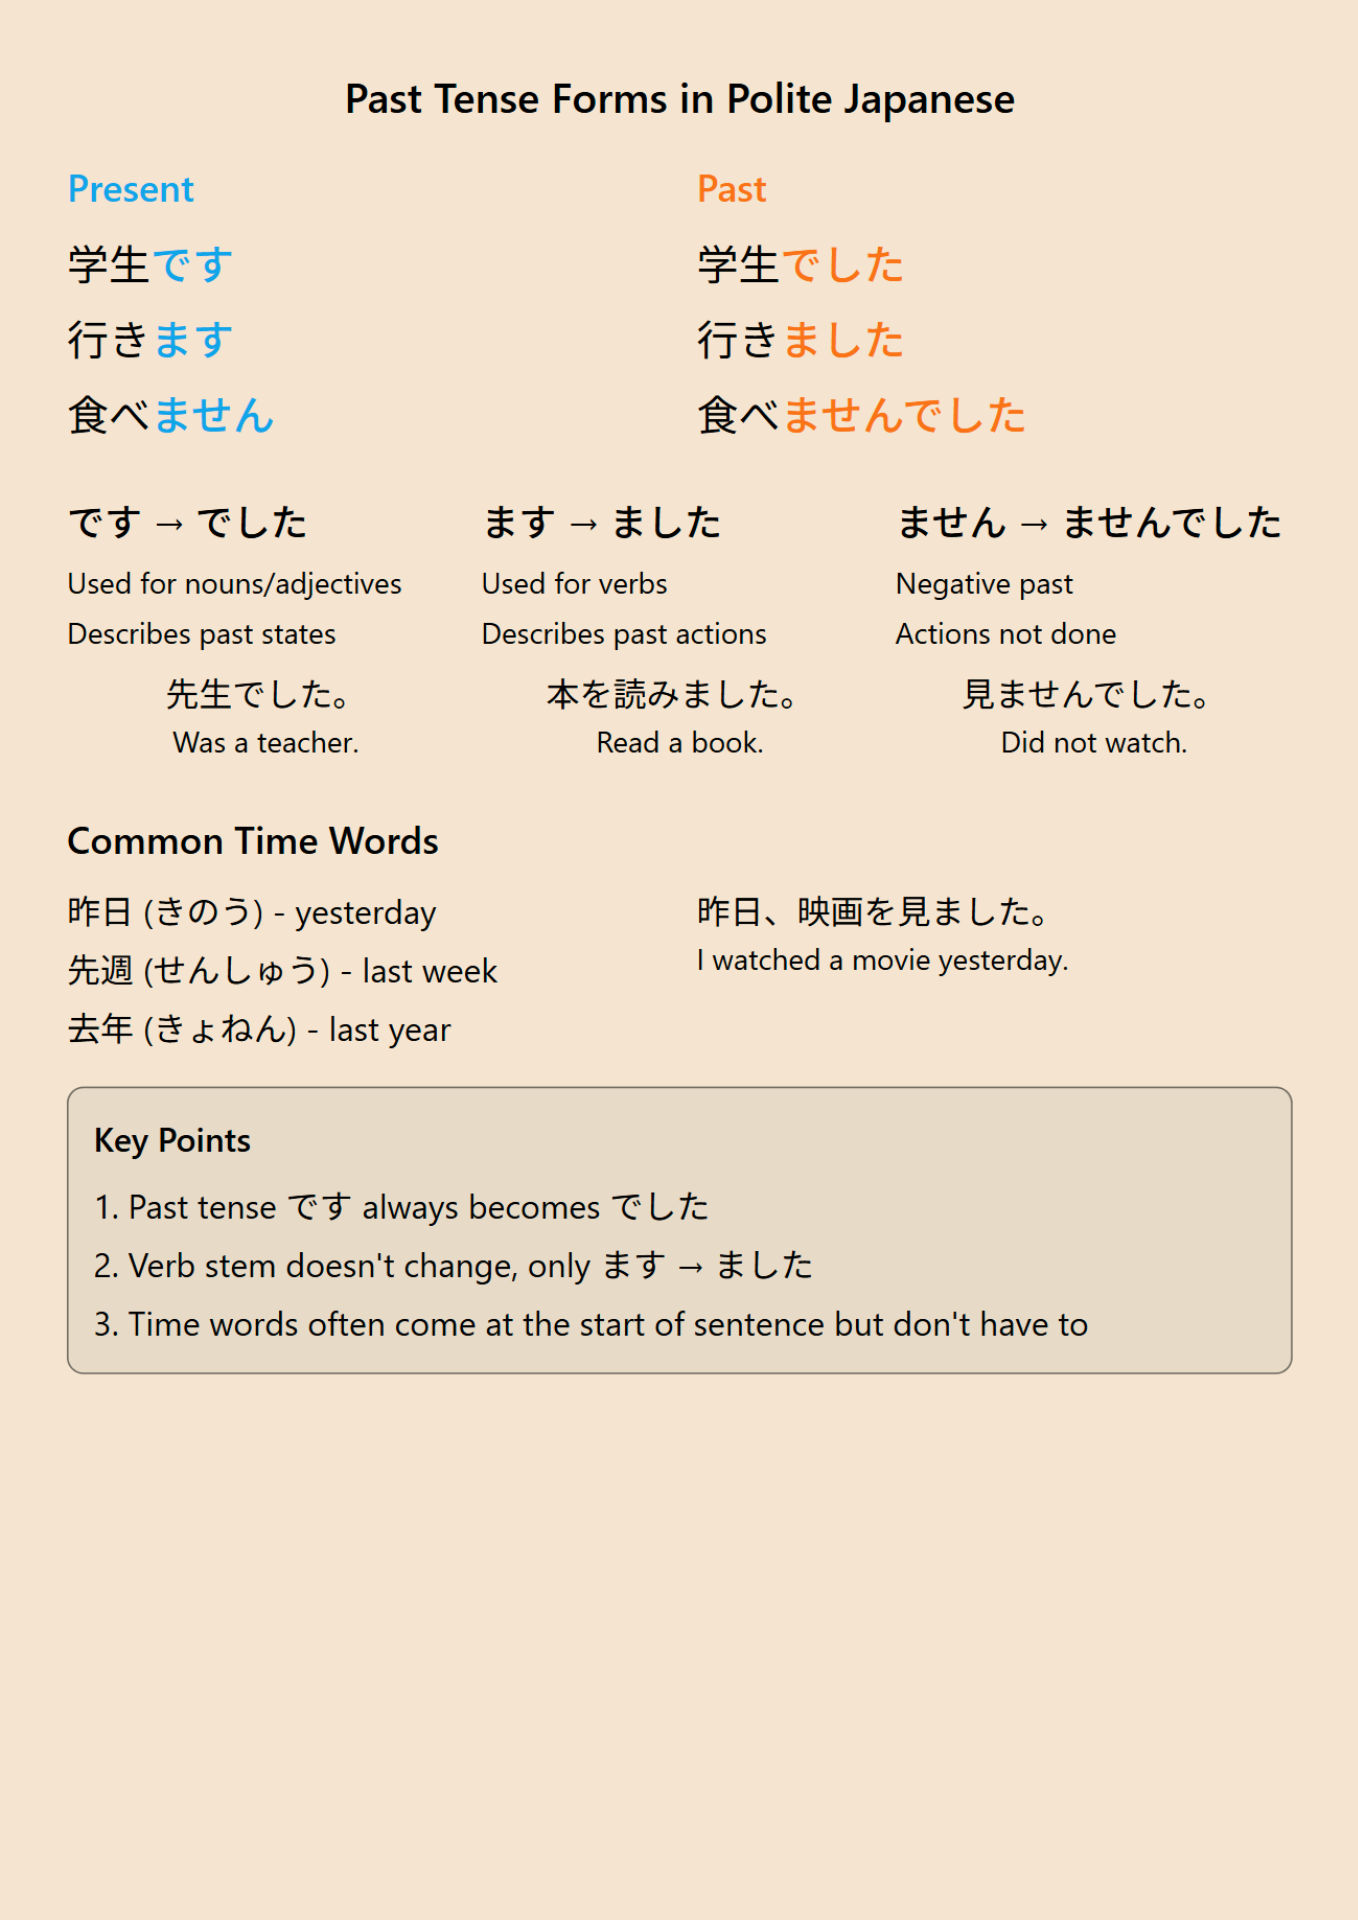 Past Tense Forms in Polite Japanese
Present
学生です
行きます
食べません
Past
学生でした
行きました
食べませんでした
です → でした
Used for nouns/adjectives
Describes past states
先生でした。
Was a teacher.
ます → ました
Used for verbs
Describes past actions
本を読みました。
Read a book.
ません → ませんでした
Negative past
Actions not done
見ませんでした。
Did not watch.
Common Time Words
昨日 (きのう) - yesterday
先週 (せんしゅう) - last week
去年 (きょねん) - last year
昨日、映画を見ました。
I watched a movie yesterday.
Key Points
1. Past tense です always becomes でした
2. Verb stem doesn't change, only ます → ました
3. Time words often come at the start of sentence but don't have to